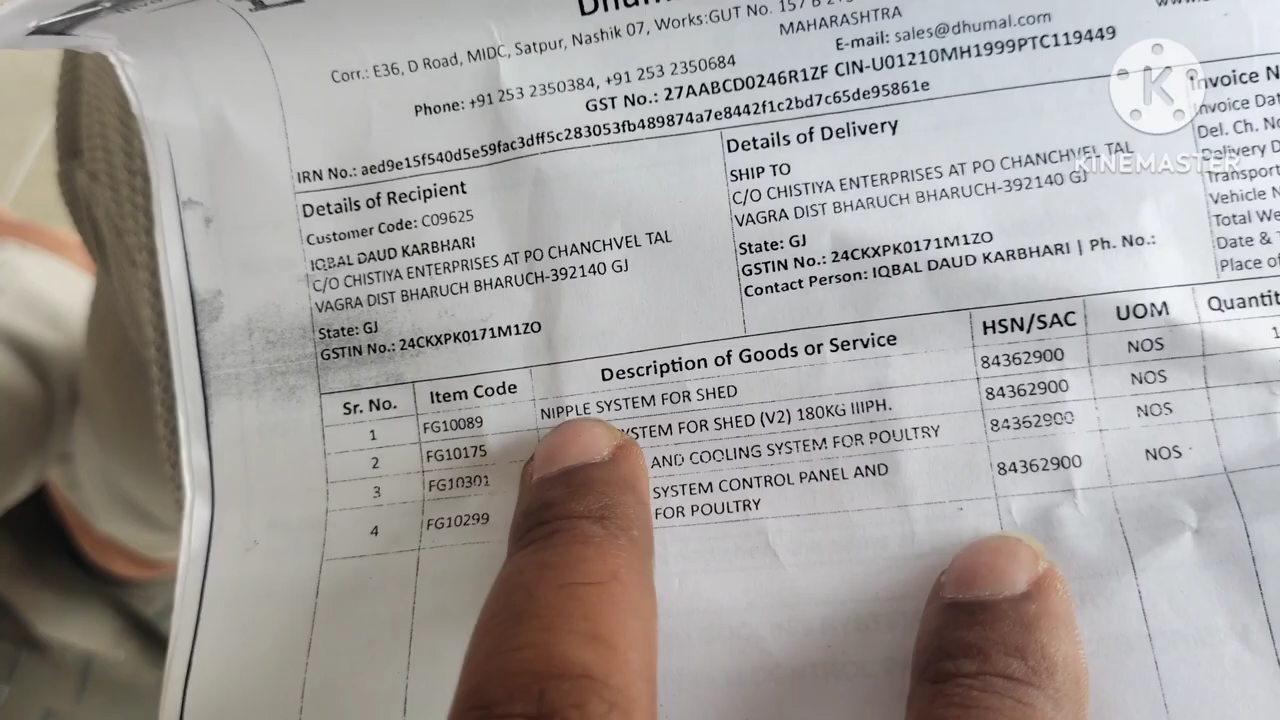 Corr.: E36, D Road, MIDC, Satpur, Nashik 07, Works:GUT No. 157 B
MAHARASHTRA
Phone: +91 253 2350384, +91 253 2350684
E-mail: sales@dhumal.com
GST No.: 27AABCD0246R1ZF CIN-U01210MH1999PTC119449
IRN No.: aed9e15f540d5e59fac3dff5c283053fb489874a7e8442f1c2bd7c65de95861e
Details of Recipient
Customer Code: C09625
IQBAL DAUD KARBHARI
C/O CHISTIYA ENTERPRISES AT PO CHANCHVEL TAL
VAGRA DIST BHARUCH BHARUCH-392140 GJ
State: GJ
GSTIN No.: 24CKXPK0171M1ZO
Details of Delivery
SHIP TO
C/O CHISTIYA ENTERPRISES AT PO CHANCHVEL TAL
VAGRA DIST BHARUCH BHARUCH-392140 GJ
State: GJ
GSTIN No.: 24CKXPK0171M1ZO
Contact Person: IQBAL DAUD KARBHARI | Ph. No.:
Invoice N
Invoice Dat
Del. Ch. No
Delivery D
Transport
Vehicle N
Total We
Date &
Place of
KINEMASTER
Sr. No. Item Code Description of Goods or Service HSN/SAC UOM Quantit
1 FG10089 NIPPLE SYSTEM FOR SHED 84362900 NOS 1
2 FG10175 YSTEM FOR SHED (V2) 180KG IIIPH. 84362900 NOS
3 FG10301 AND COOLING SYSTEM FOR POULTRY 84362900 NOS
4 FG10299 SYSTEM CONTROL PANEL AND 84362900 NOS
FOR POULTRY